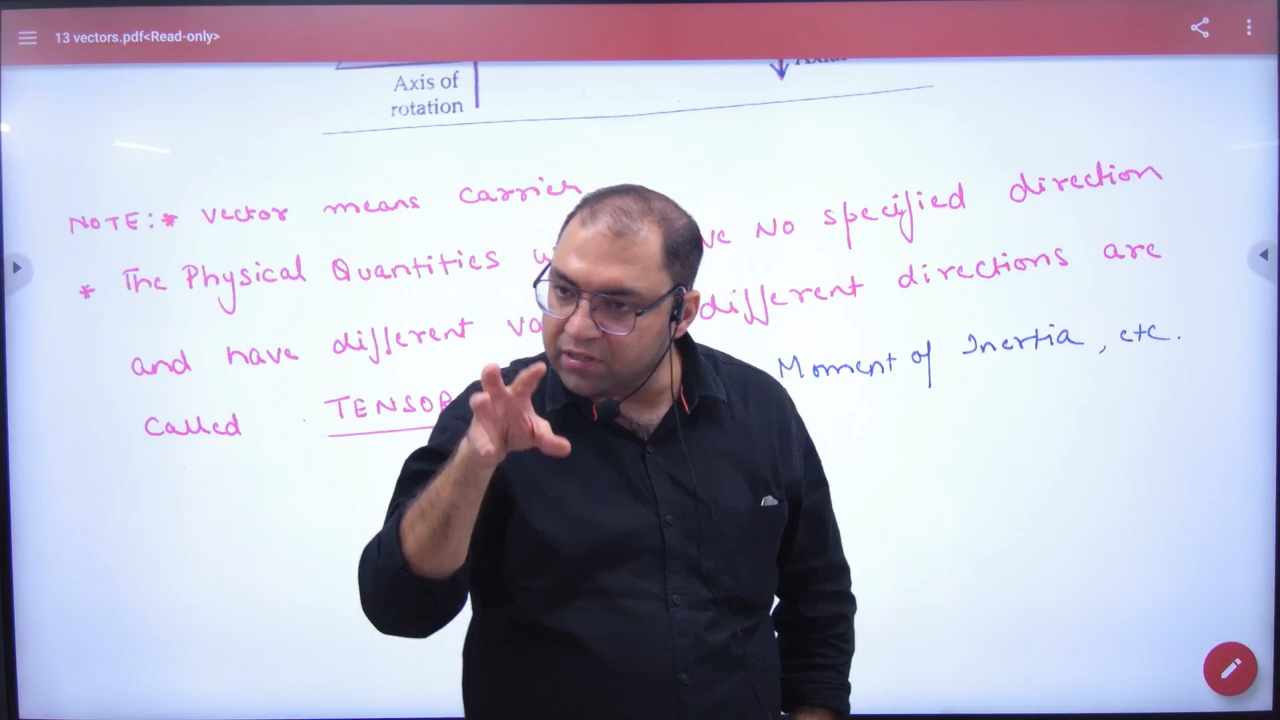 13 vectors.pdf<Read-only>
Axis of
rotation
NOTE:* Vector means carrier
* The Physical Quantities No specified direction
and have different different directions are
Called TENSOR Moment of Inertia, etc.